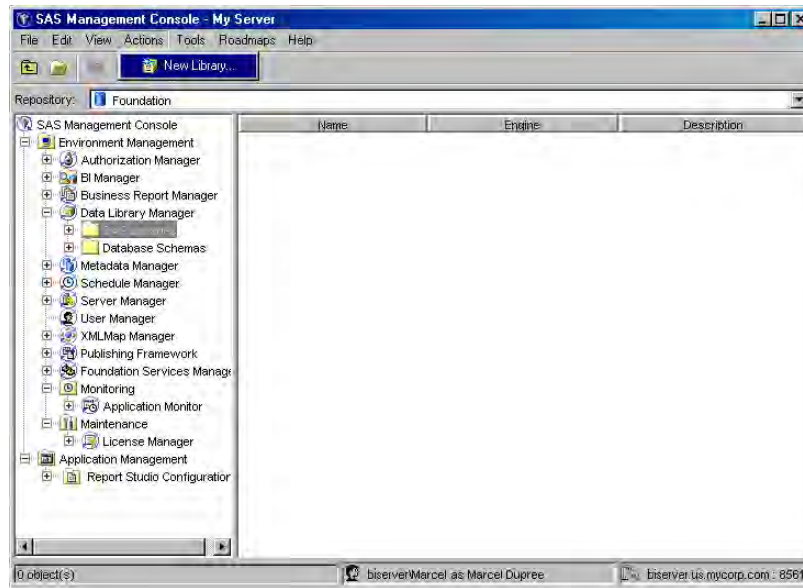 SAS Management Console - My Server
File Edit View Actions Tools Roadmaps Help
New Library...
Repository: Foundation
SAS Management Console
Name Engine Description
Environment Management
Authorization Manager
BI Manager
Business Report Manager
Data Library Manager
Database Schemas
Metadata Manager
Schedule Manager
Server Manager
User Manager
XMLMap Manager
Publishing Framework
Foundation Services Manage
Monitoring
Application Monitor
Maintenance
License Manager
Application Management
Report Studio Configuration
0 object(s) biserver\Marcel as Marcel Dupree biserver.us.mycorp.com : 8561